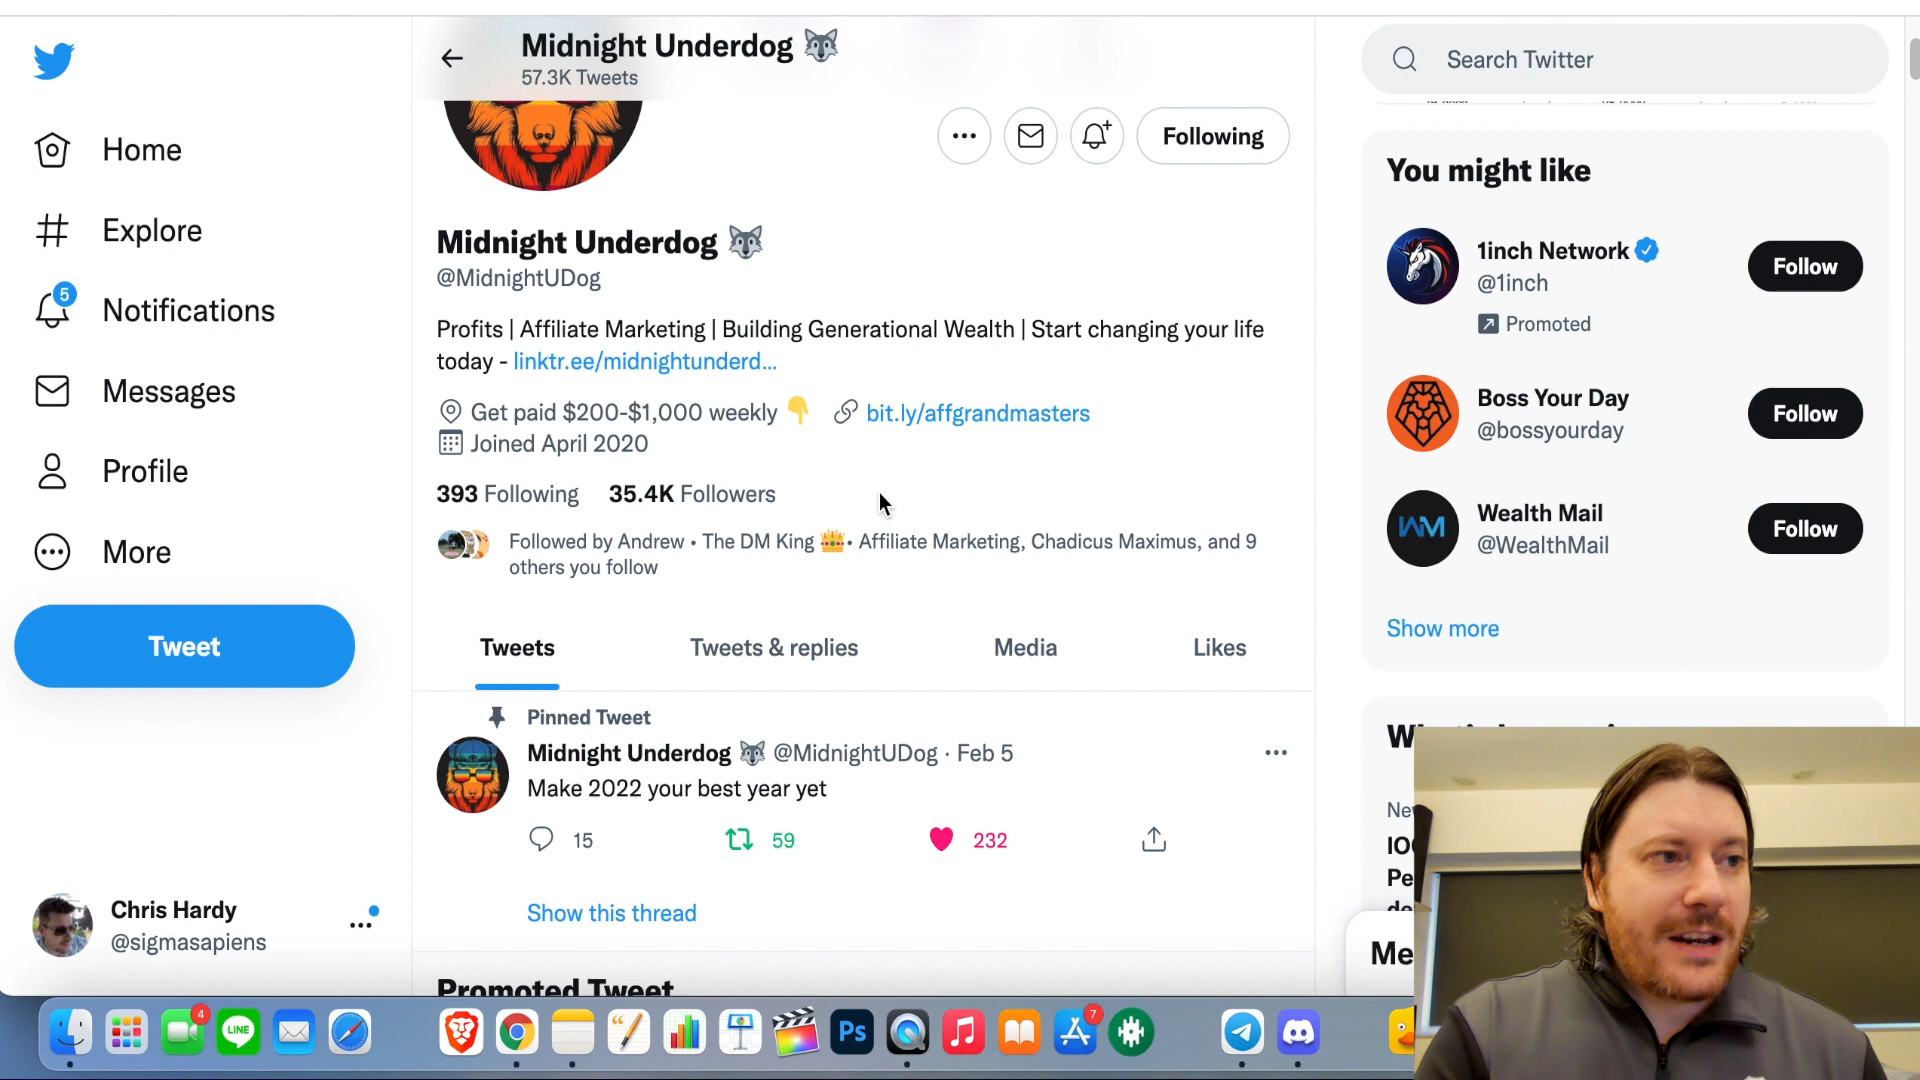 Midnight Underdog
57.3K Tweets
Search Twitter
Home
Explore
5
Notifications
Messages
Profile
More
Tweet
Chris Hardy
@sigmasapiens
Following
Midnight Underdog
@MidnightUDog
Profits | Affiliate Marketing | Building Generational Wealth | Start changing your life
today - linktr.ee/midnightunderd...
Get paid $200-$1,000 weekly 👇 bit.ly/affgrandmasters
Joined April 2020
393 Following 35.4K Followers
Followed by Andrew • The DM King 👑• Affiliate Marketing, Chadicus Maximus, and 9
others you follow
Tweets Tweets & replies Media Likes
Pinned Tweet
Midnight Underdog 🐺 @MidnightUDog · Feb 5
Make 2022 your best year yet
15 59 232
Show this thread
Promoted Tweet
You might like
1inch Network
@1inch
Promoted
Follow
Boss Your Day
@bossyourday
Follow
WM
Wealth Mail
@WealthMail
Follow
Show more
4
LINE
Ps
7